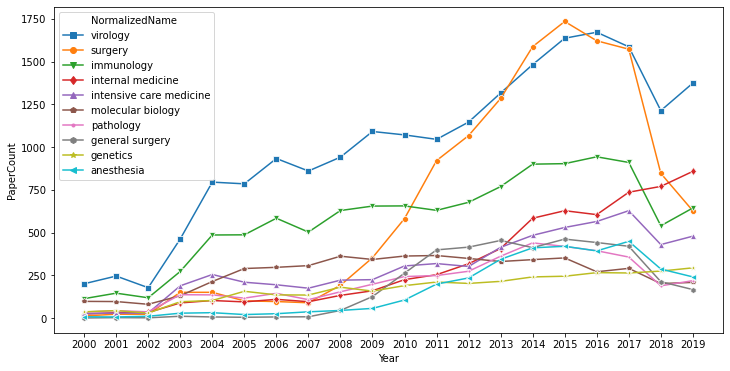 NormalizedName
virology
surgery
immunology
internal medicine
intensive care medicine
molecular biology
pathology
general surgery
genetics
anesthesia
1750
1500
1250
1000
750
500
250
0
PaperCount
2000 2001 2002 2003 2004 2005 2006 2007 2008 2009 2010 2011 2012 2013 2014 2015 2016 2017 2018 2019
Year